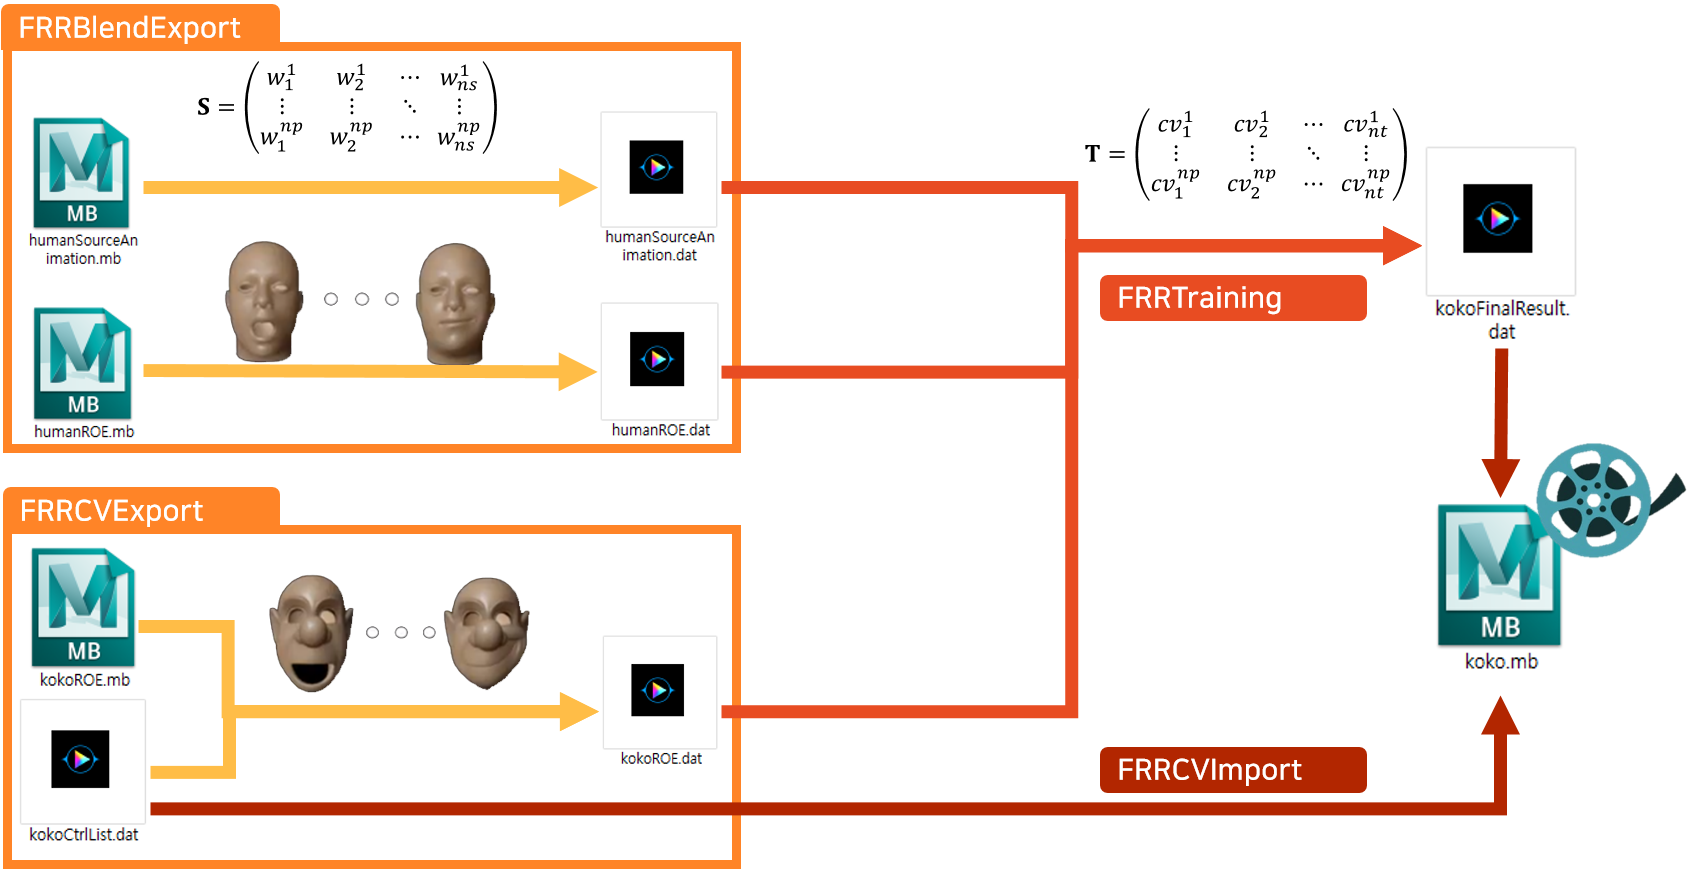 FRRBlendExport
S = ( w_1^1 w_2^1 ⋯ w_ns^1
⋮ ⋮ ⋱ ⋮
w_1^np w_2^np ⋯ w_ns^np )
MB
humanSourceAn
imation.mb
humanSourceAn
imation.dat
MB
humanROE.mb
humanROE.dat
T = ( cv_1^1 cv_2^1 ⋯ cv_nt^1
⋮ ⋮ ⋱ ⋮
cv_1^np cv_2^np ⋯ cv_nt^np )
FRRTraining
kokoFinalResult.
dat
FRRCVExport
MB
kokoROE.mb
kokoROE.dat
kokoCtrlList.dat
MB
koko.mb
FRRCVImport